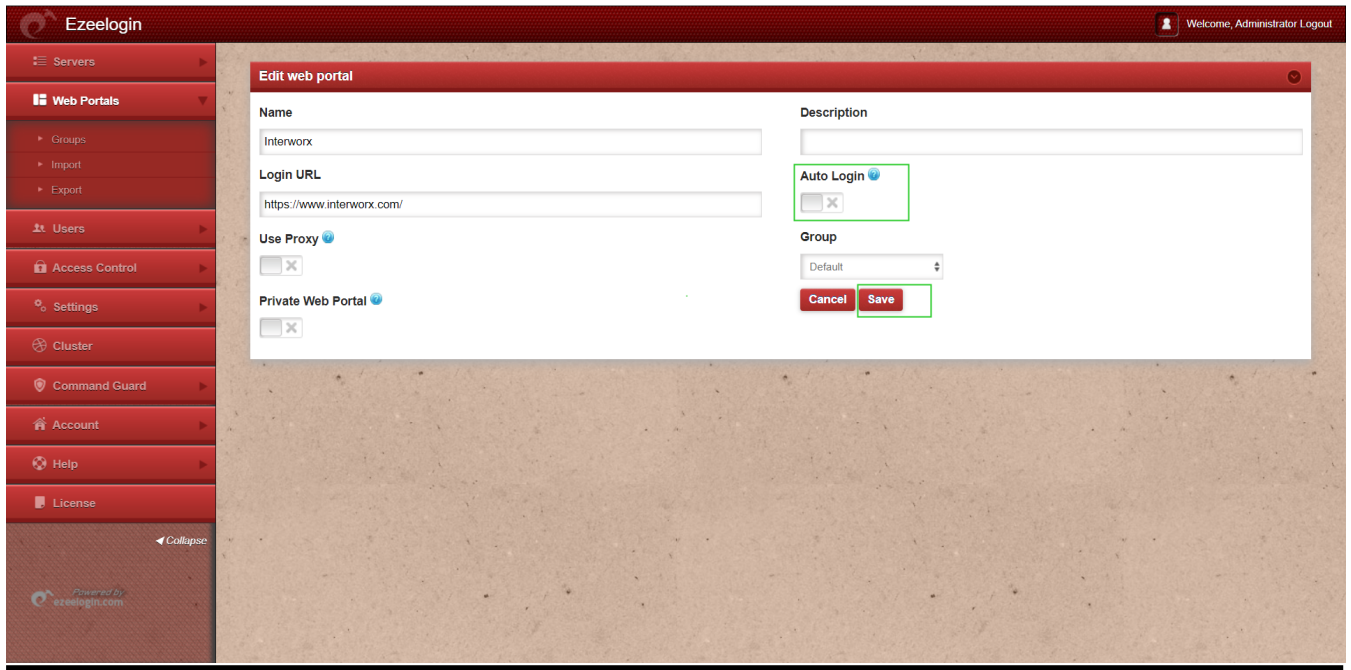 Ezeelogin
Welcome, Administrator Logout
Servers
Web Portals
Groups
Import
Export
Users
Access Control
Settings
Cluster
Command Guard
Account
Help
License
Collapse
Powered by
ezeelogin.com
Edit web portal
Name
Interworx
Description
Login URL
https://www.interworx.com/
Auto Login
Use Proxy
Group
Default
Private Web Portal
Cancel Save